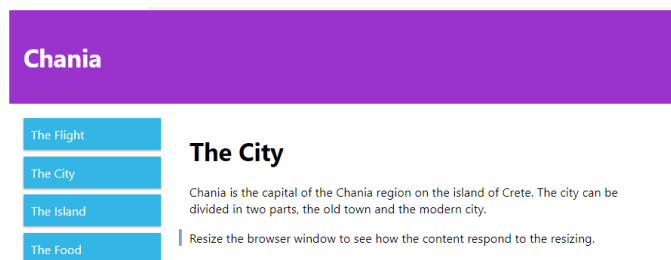 Chania
The Flight
The City
The Island
The Food
The City
Chania is the capital of the Chania region on the island of Crete. The city can be
divided in two parts, the old town and the modern city.
Resize the browser window to see how the content respond to the resizing.